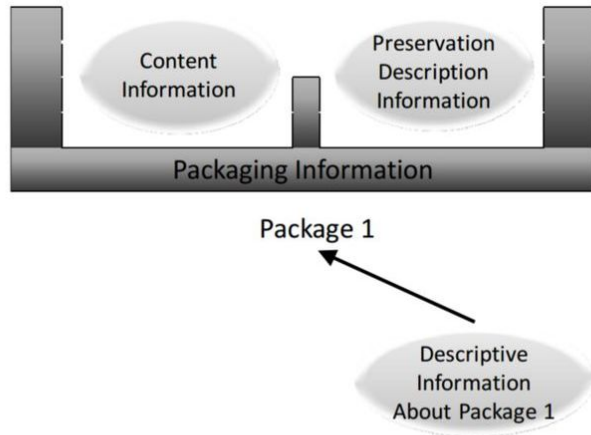 Content
Information
Preservation
Description
Information
Packaging Information
Package 1
Descriptive
Information
About Package 1